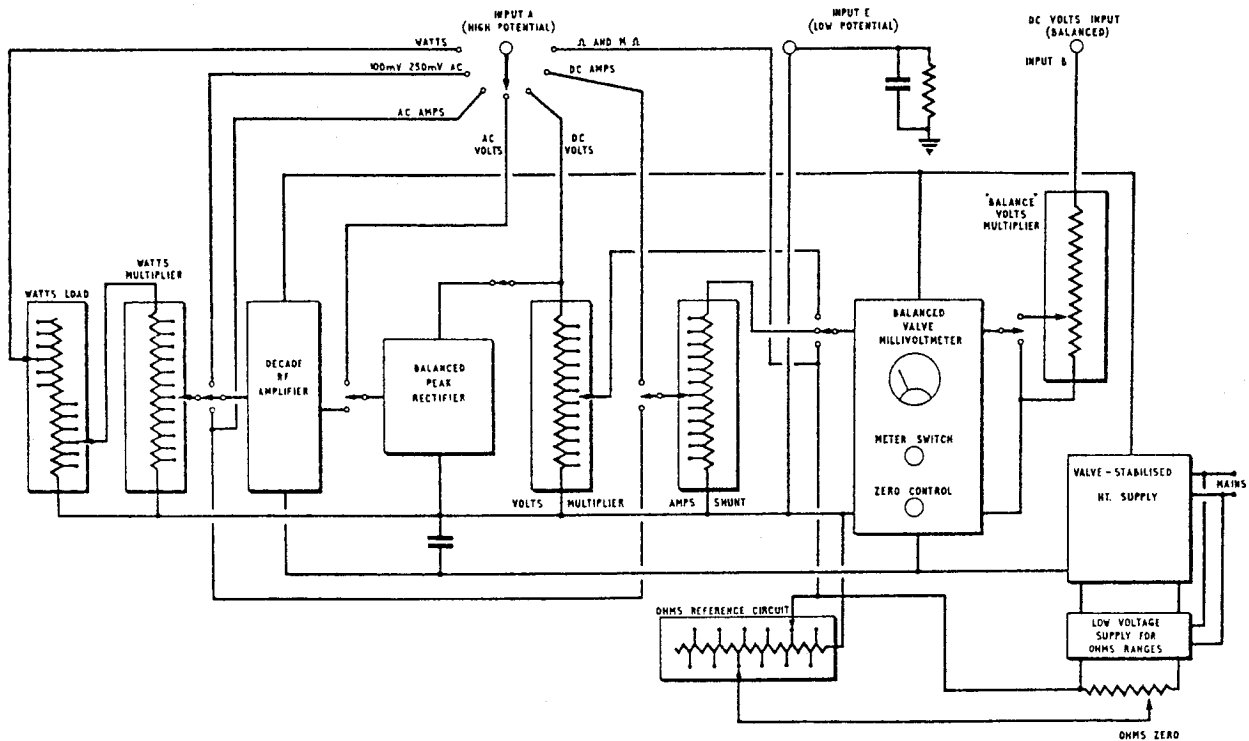 INPUT A
(HIGH POTENTIAL)
INPUT E
(LOW POTENTIAL)
DC VOLTS INPUT
(BALANCED)
INPUT B
WATTS
Ω AND M Ω
100mV 250mV AC
DC AMPS
AC AMPS
AC
VOLTS
DC
VOLTS
"BALANCE"
VOLTS
MULTIPLIER
WATTS
MULTIPLIER
WATTS LOAD
DECADE
RF
AMPLIFIER
BALANCED
PEAK
RECTIFIER
BALANCED
VALVE
MILLIVOLTMETER
METER SWITCH
ZERO CONTROL
VOLTS MULTIPLIER
AMPS SHUNT
VALVE-STABILISED
HT. SUPPLY
MAINS
OHMS REFERENCE CIRCUIT
LOW VOLTAGE
SUPPLY FOR
OHMS RANGES
OHMS ZERO